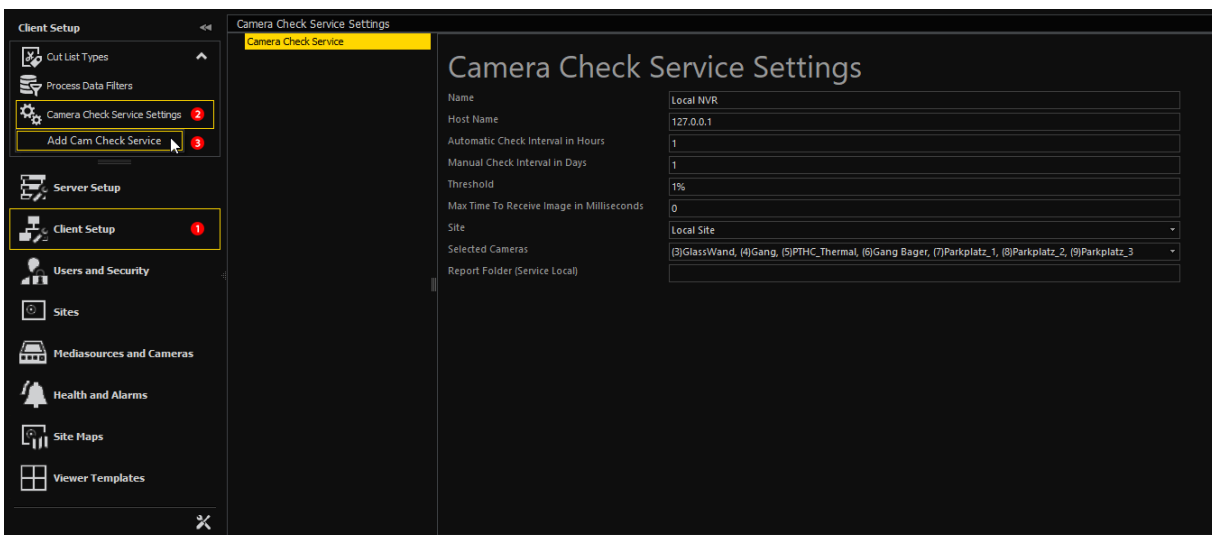 Client Setup
Cut List Types
Process Data Filters
Camera Check Service Settings 2
Add Cam Check Service 3
Server Setup
Client Setup 1
Users and Security
Sites
Mediasources and Cameras
Health and Alarms
Site Maps
Viewer Templates
Camera Check Service Settings
Camera Check Service
Camera Check Service Settings
Name Local NVR
Host Name 127.0.0.1
Automatic Check Interval in Hours 1
Manual Check Interval in Days 1
Threshold 1%
Max Time To Receive Image in Milliseconds 0
Site Local Site
Selected Cameras (3)GlassWand, (4)Gang, (5)PTHC_Thermal, (6)Gang Bager, (7)Parkplatz_1, (8)Parkplatz_2, (9)Parkplatz_3
Report Folder (Service Local)